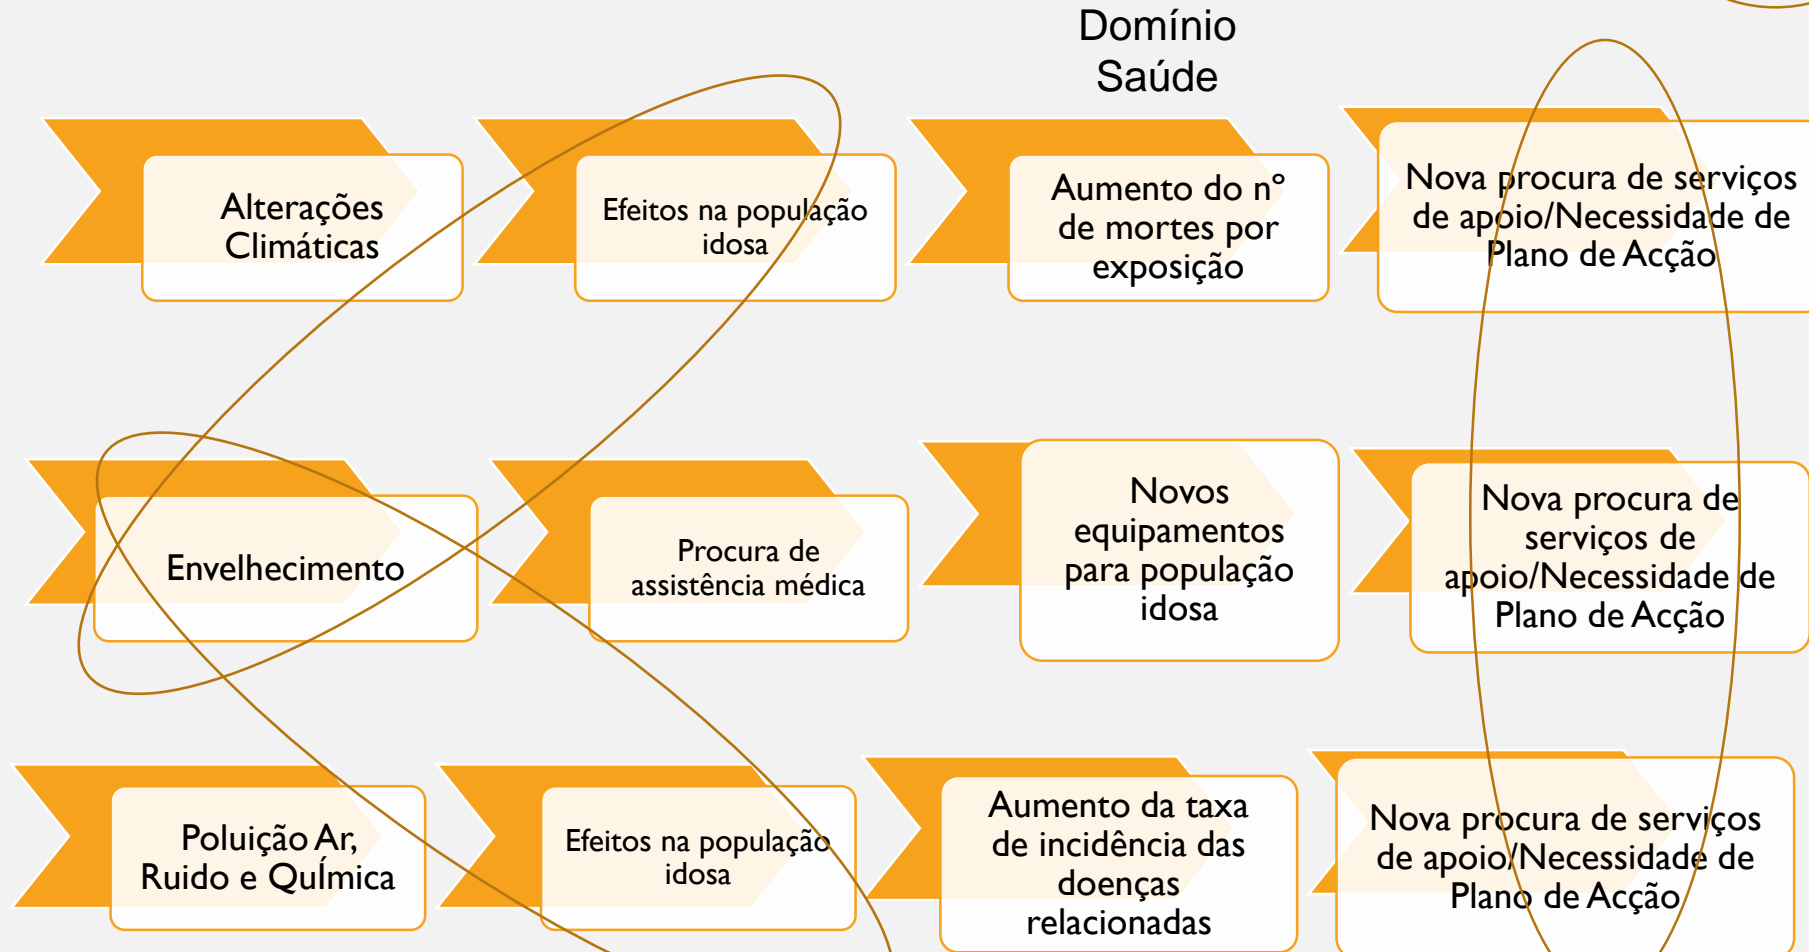 Domínio
Saúde
Alterações
Climáticas
Efeitos na população
idosa
Aumento do nº
de mortes por
exposição
Nova procura de serviços
de apoio/Necessidade de
Plano de Acção
Envelhecimento
Procura de
assistência médica
Novos
equipamentos
para população
idosa
Nova procura de
serviços de
apoio/Necessidade de
Plano de Acção
Poluição Ar,
Ruido e QuÍmica
Efeitos na população
idosa
Aumento da taxa
de incidência das
doenças
relacionadas
Nova procura de serviços
de apoio/Necessidade de
Plano de Acção